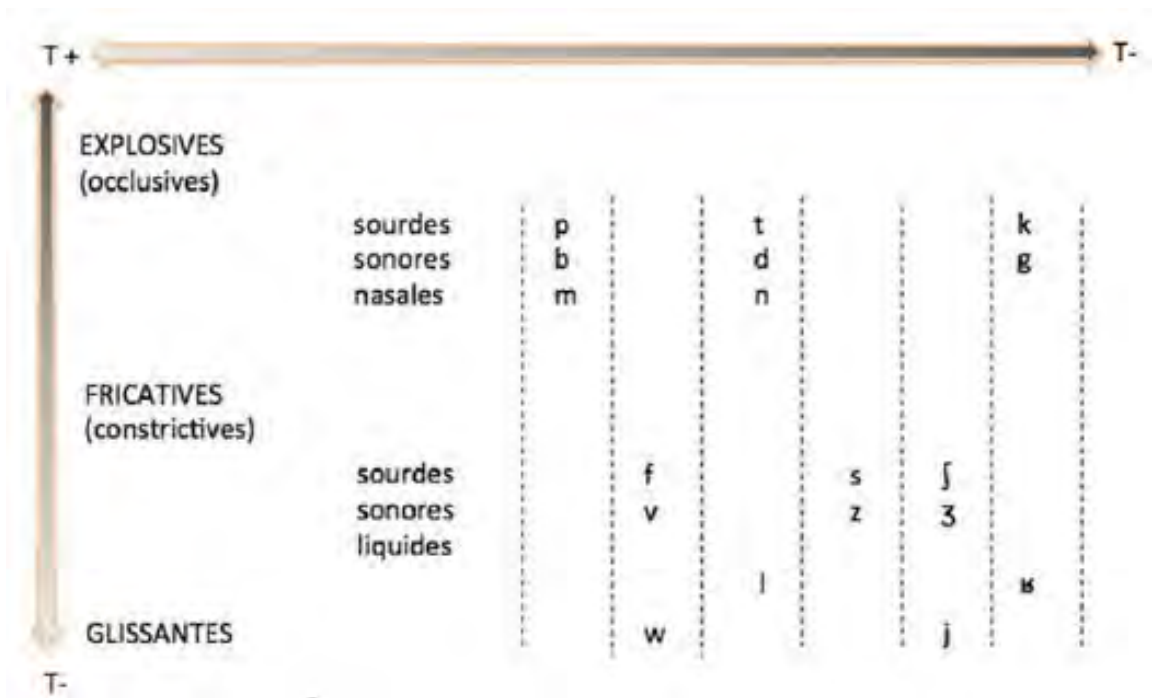 T + T-
EXPLOSIVES
(occlusives)
sourdes p t k
sonores b d g
nasales m n
FRICATIVES
(constrictives)
sourdes f s ʃ
sonores v z ʒ
liquides
l ʁ
GLISSANTES w j
T-